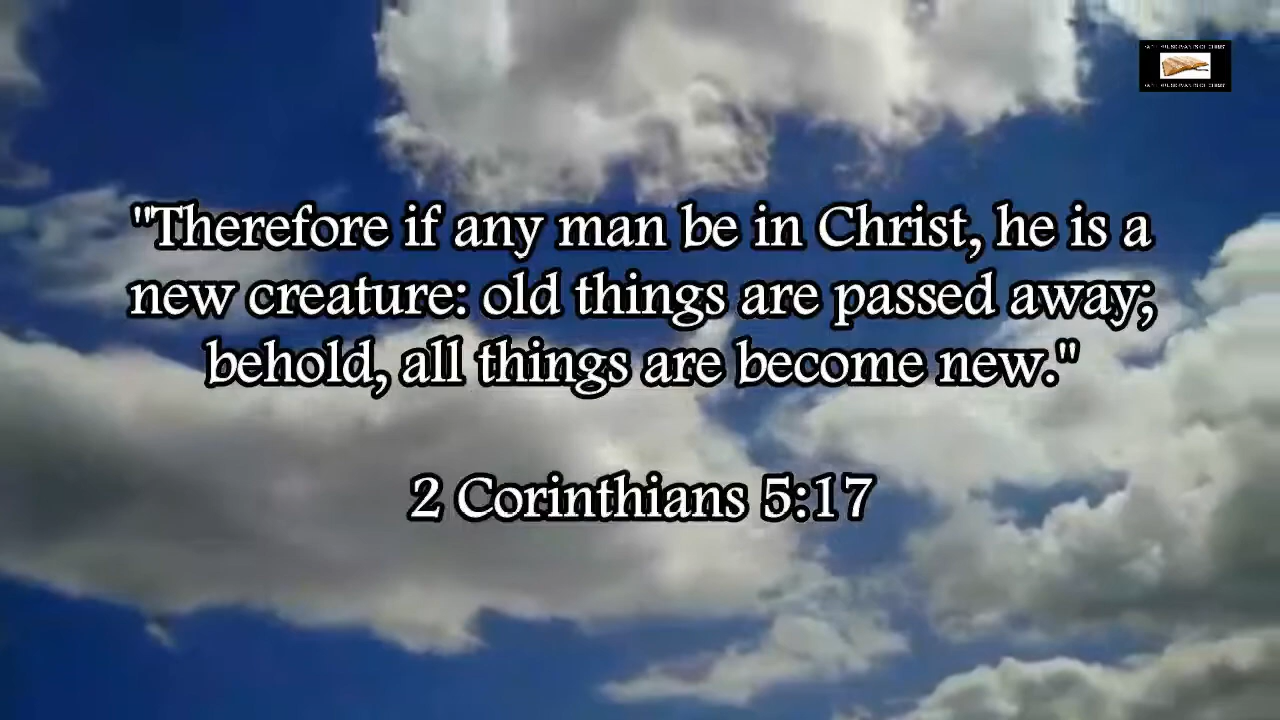 "Therefore if any man be in Christ, he is a
new creature: old things are passed away;
behold, all things are become new."
2 Corinthians 5:17